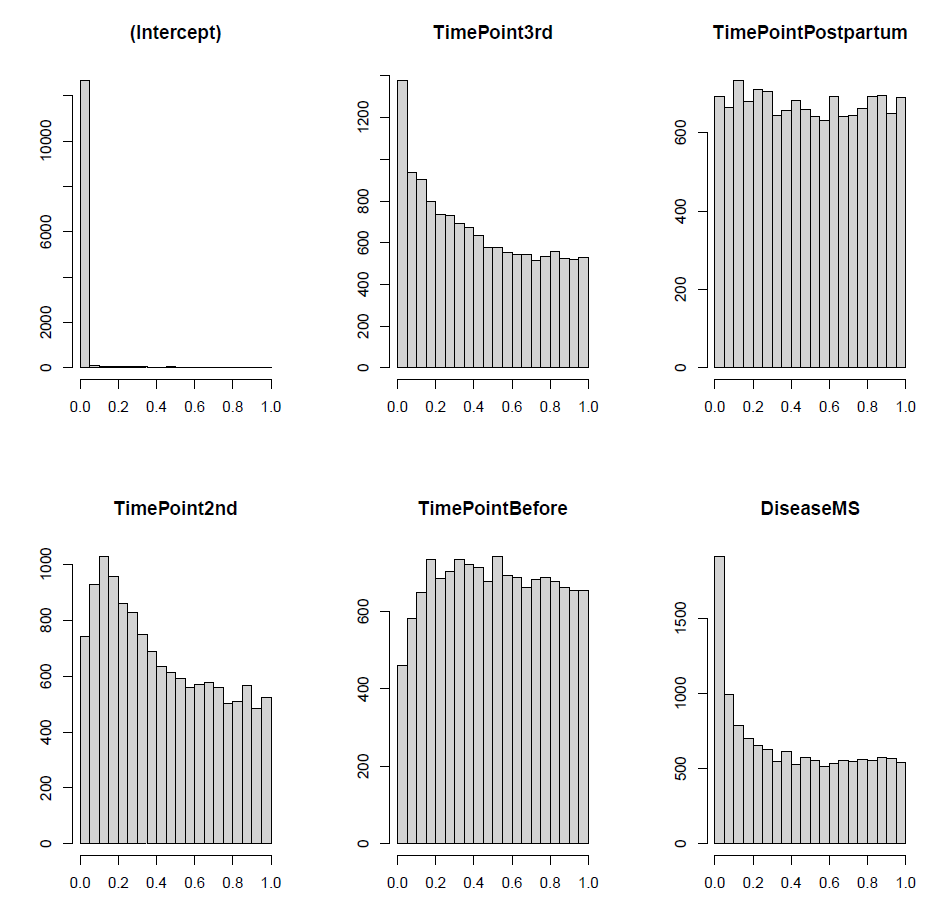 (Intercept)
TimePoint3rd
TimePointPostpartum
0 2000 6000 10000
0.0 0.2 0.4 0.6 0.8 1.0
0 200 400 600 800 1200
0.0 0.2 0.4 0.6 0.8 1.0
0 200 400 600
0.0 0.2 0.4 0.6 0.8 1.0
TimePoint2nd
TimePointBefore
DiseaseMS
0 200 400 600 800 1000
0.0 0.2 0.4 0.6 0.8 1.0
0 200 400 600
0.0 0.2 0.4 0.6 0.8 1.0
0 500 1000 1500
0.0 0.2 0.4 0.6 0.8 1.0